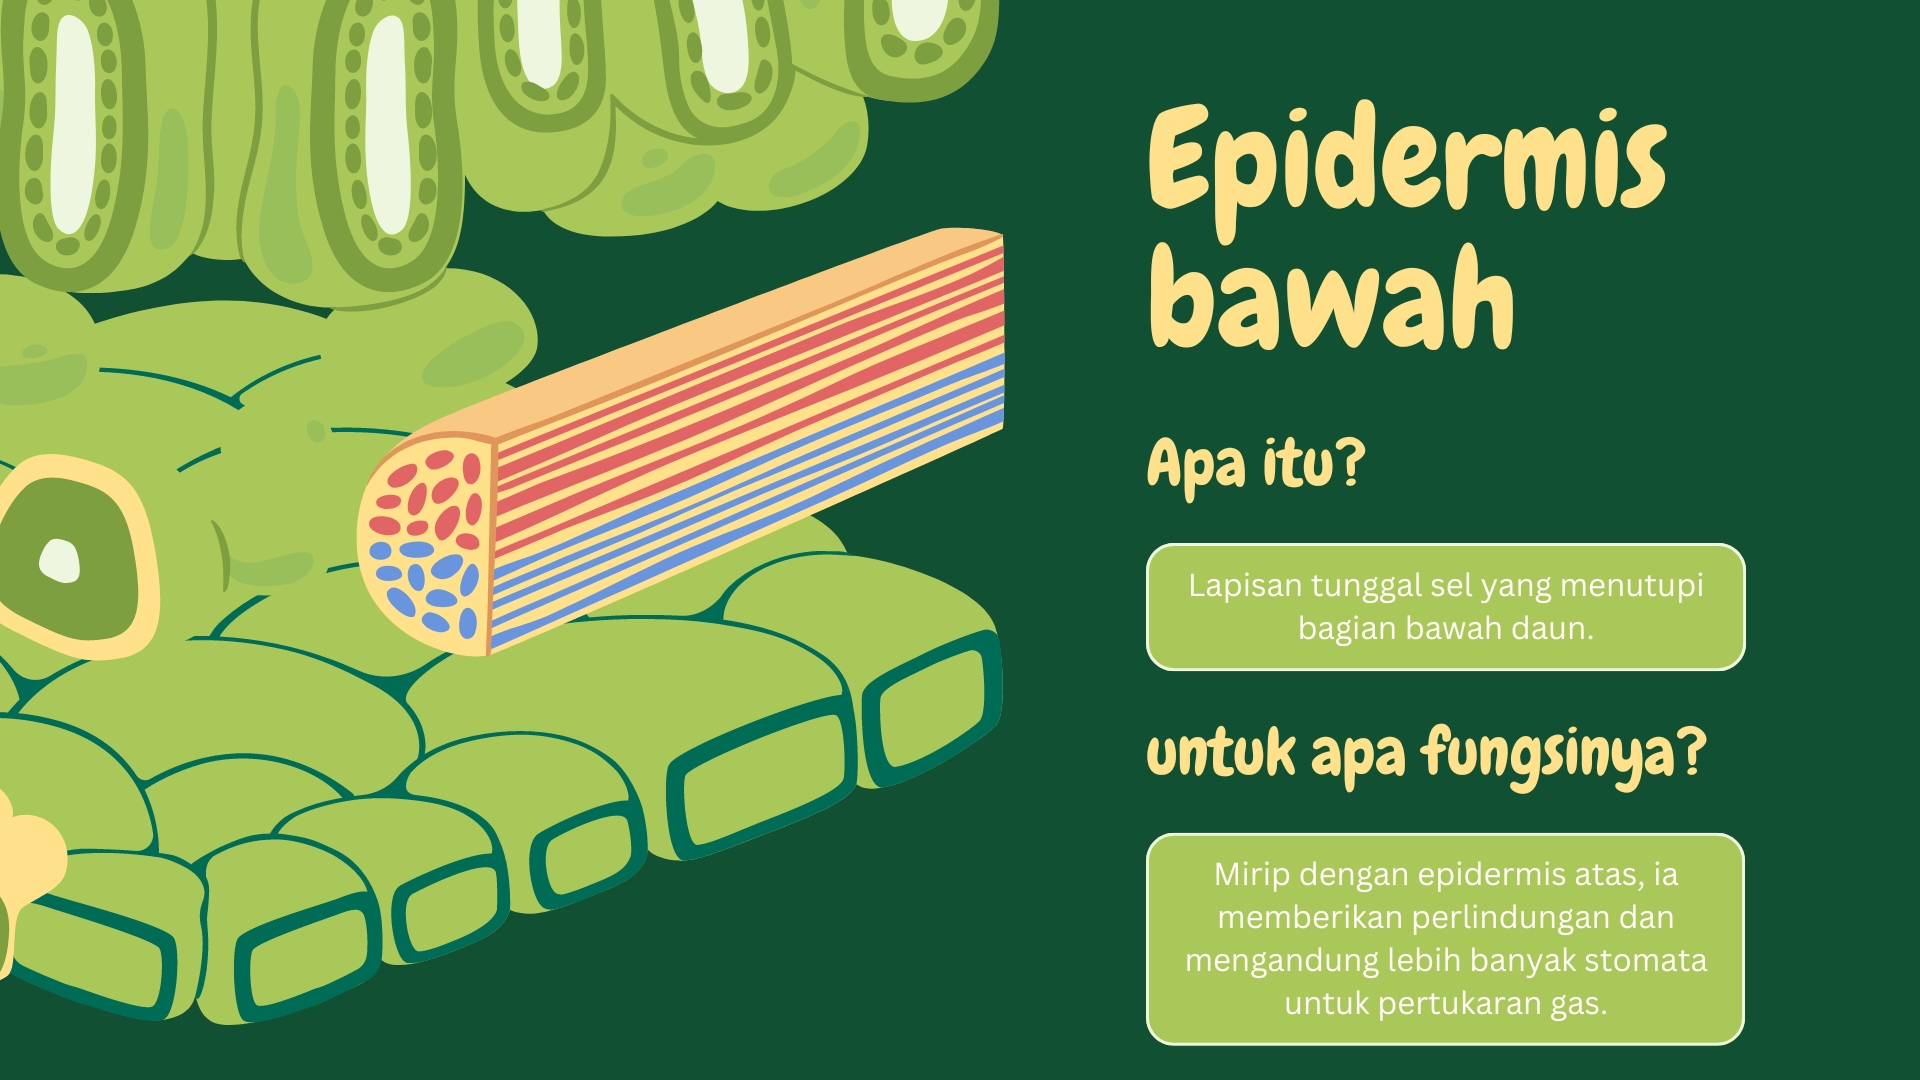 Epidermis
bawah
Apa itu?
Lapisan tunggal sel yang menutupi
bagian bawah daun.
untuk apa fungsinya?
Mirip dengan epidermis atas, ia
memberikan perlindungan dan
mengandung lebih banyak stomata
untuk pertukaran gas.